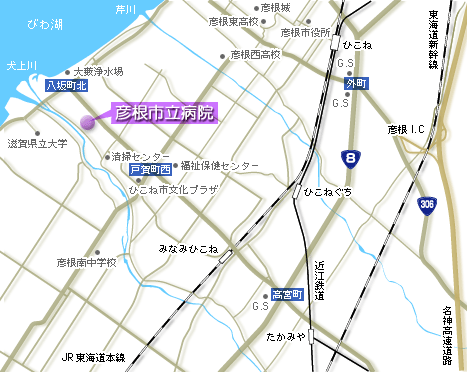 芹川
彦根城
びわ湖
彦根東高校
彦根市役所
東海道新幹線
ひこね
彦根西高校
犬上川
大薮浄水場
G.S
八坂町北
外町
G.S
彦根市立病院
彦根 I.C
滋賀県立大学
清掃センター
福祉保健センター
8
戸賀町西
ひこね市文化プラザ
ひこねぐち
306
みなみひこね
彦根南中学校
近江鉄道
高宮町
G.S
名神高速道路
たかみや
JR東海道本線